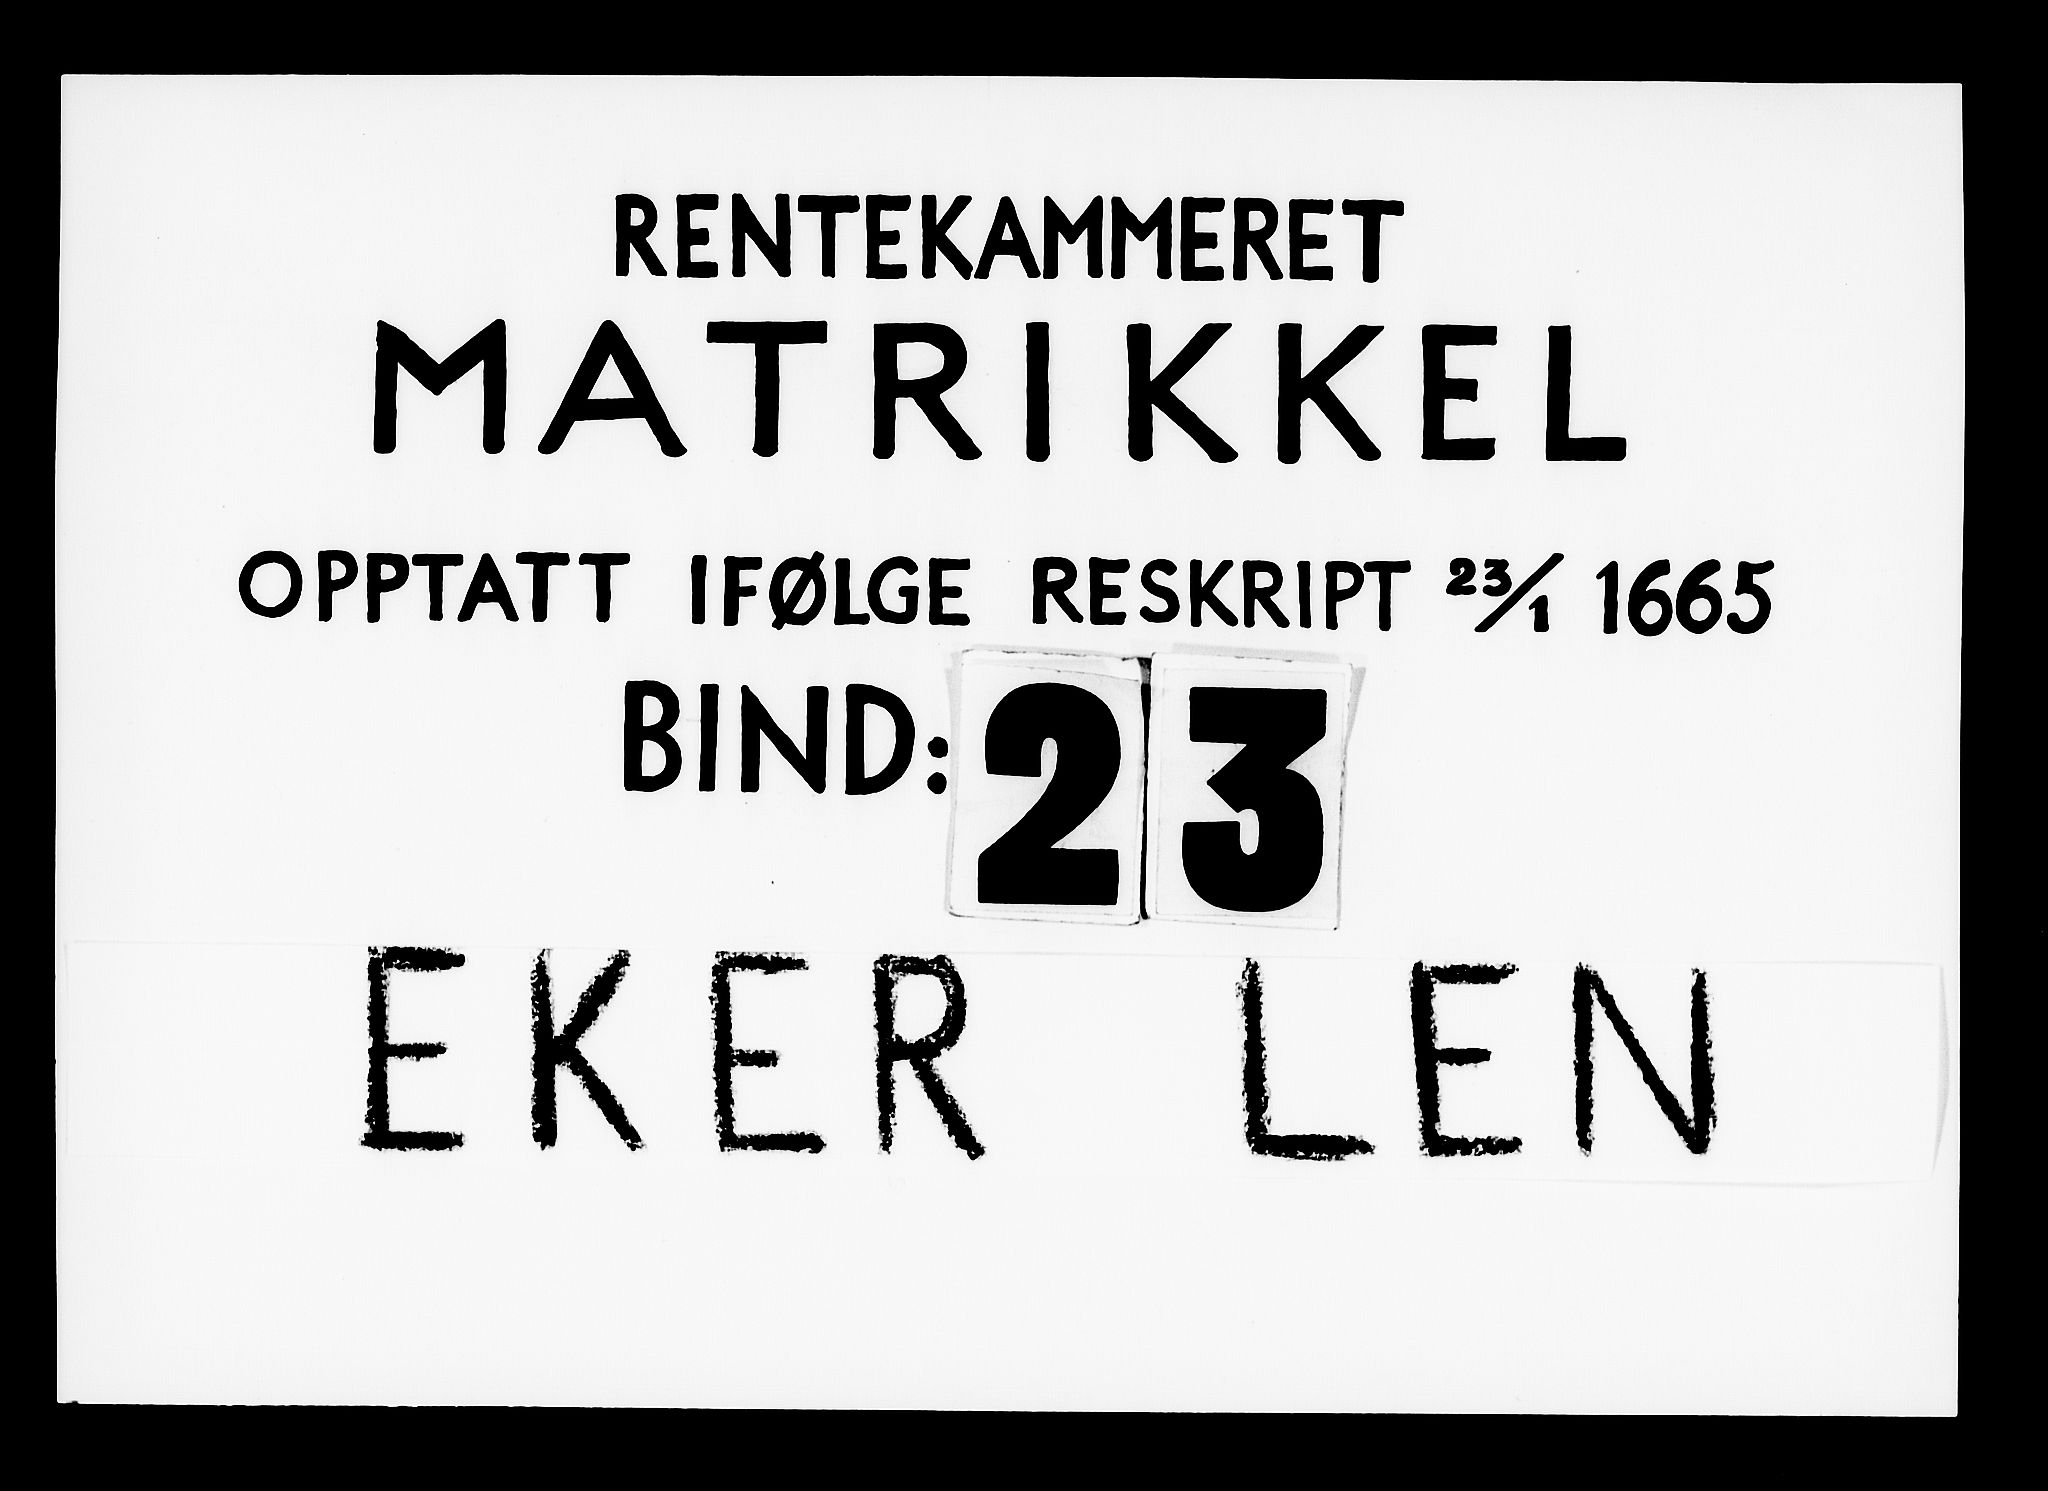 RENTEKAMMERET
MATRIKKEL
OPPTATT IFØLGE RESKRIPT 23/1 1665
BIND: 23
EKER LEN